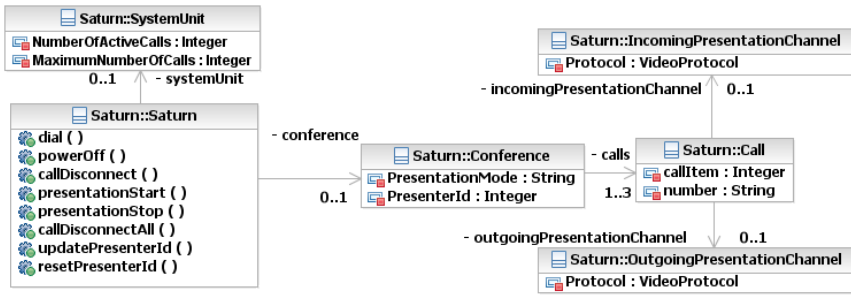 Saturn::SystemUnit
NumberOfActiveCalls : Integer
MaximumNumberOfCalls : Integer
0..1 - systemUnit
Saturn::Saturn
dial ( )
powerOff ( )
callDisconnect ( )
presentationStart ( )
presentationStop ( )
callDisconnectAll ( )
updatePresenterId ( )
resetPresenterId ( )
- conference
0..1
Saturn::Conference
PresentationMode : String
PresenterId : Integer
- calls
1..3
Saturn::IncomingPresentationChannel
Protocol : VideoProtocol
- incomingPresentationChannel 0..1
Saturn::Call
callItem : Integer
number : String
- outgoingPresentationChannel 0..1
Saturn::OutgoingPresentationChannel
Protocol : VideoProtocol